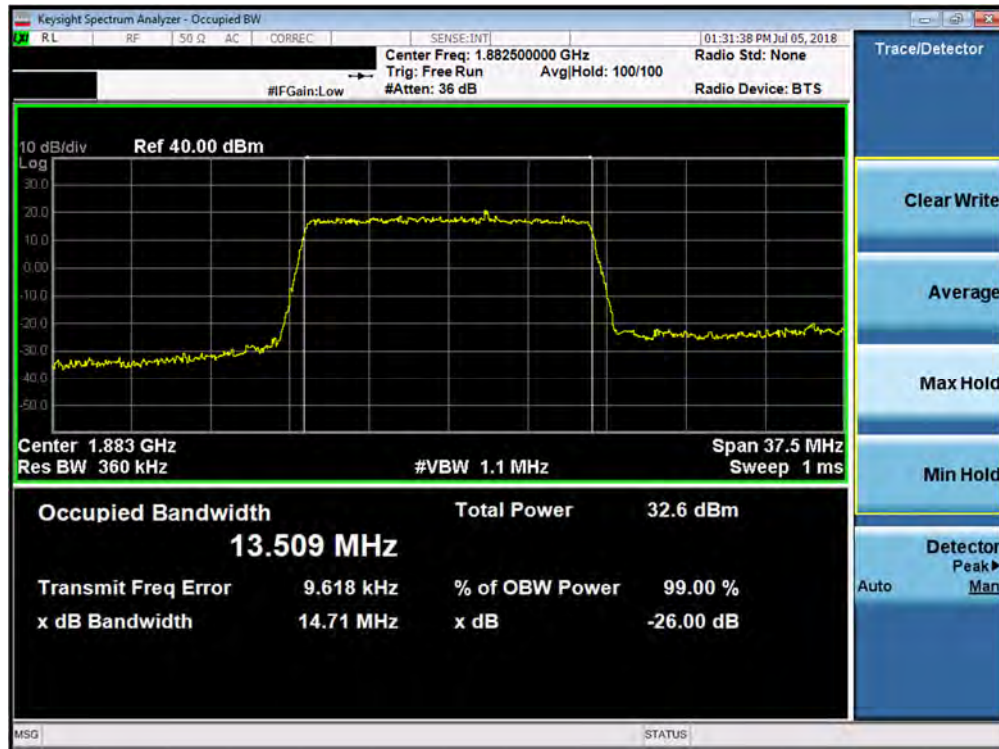 Keysight Spectrum Analyzer - Occupied BW
LXI RL RF 50 Ω AC CORREC SENSE:INT 01:31:38 PM Jul 05, 2018
Center Freq: 1.882500000 GHz Radio Std: None
Trig: Free Run Avg|Hold: 100/100
#IFGain:Low #Atten: 36 dB Radio Device: BTS
10 dB/div Ref 40.00 dBm
Log
30.0
20.0
10.0
0.00
-10.0
-20.0
-30.0
-40.0
-50.0
Center 1.883 GHz Span 37.5 MHz
Res BW 360 kHz #VBW 1.1 MHz Sweep 1 ms
Occupied Bandwidth Total Power 32.6 dBm
13.509 MHz
Transmit Freq Error 9.618 kHz % of OBW Power 99.00 %
x dB Bandwidth 14.71 MHz x dB -26.00 dB
MSG STATUS
Trace/Detector
Clear Write
Average
Max Hold
Min Hold
Detector
Peak▶
Auto Man